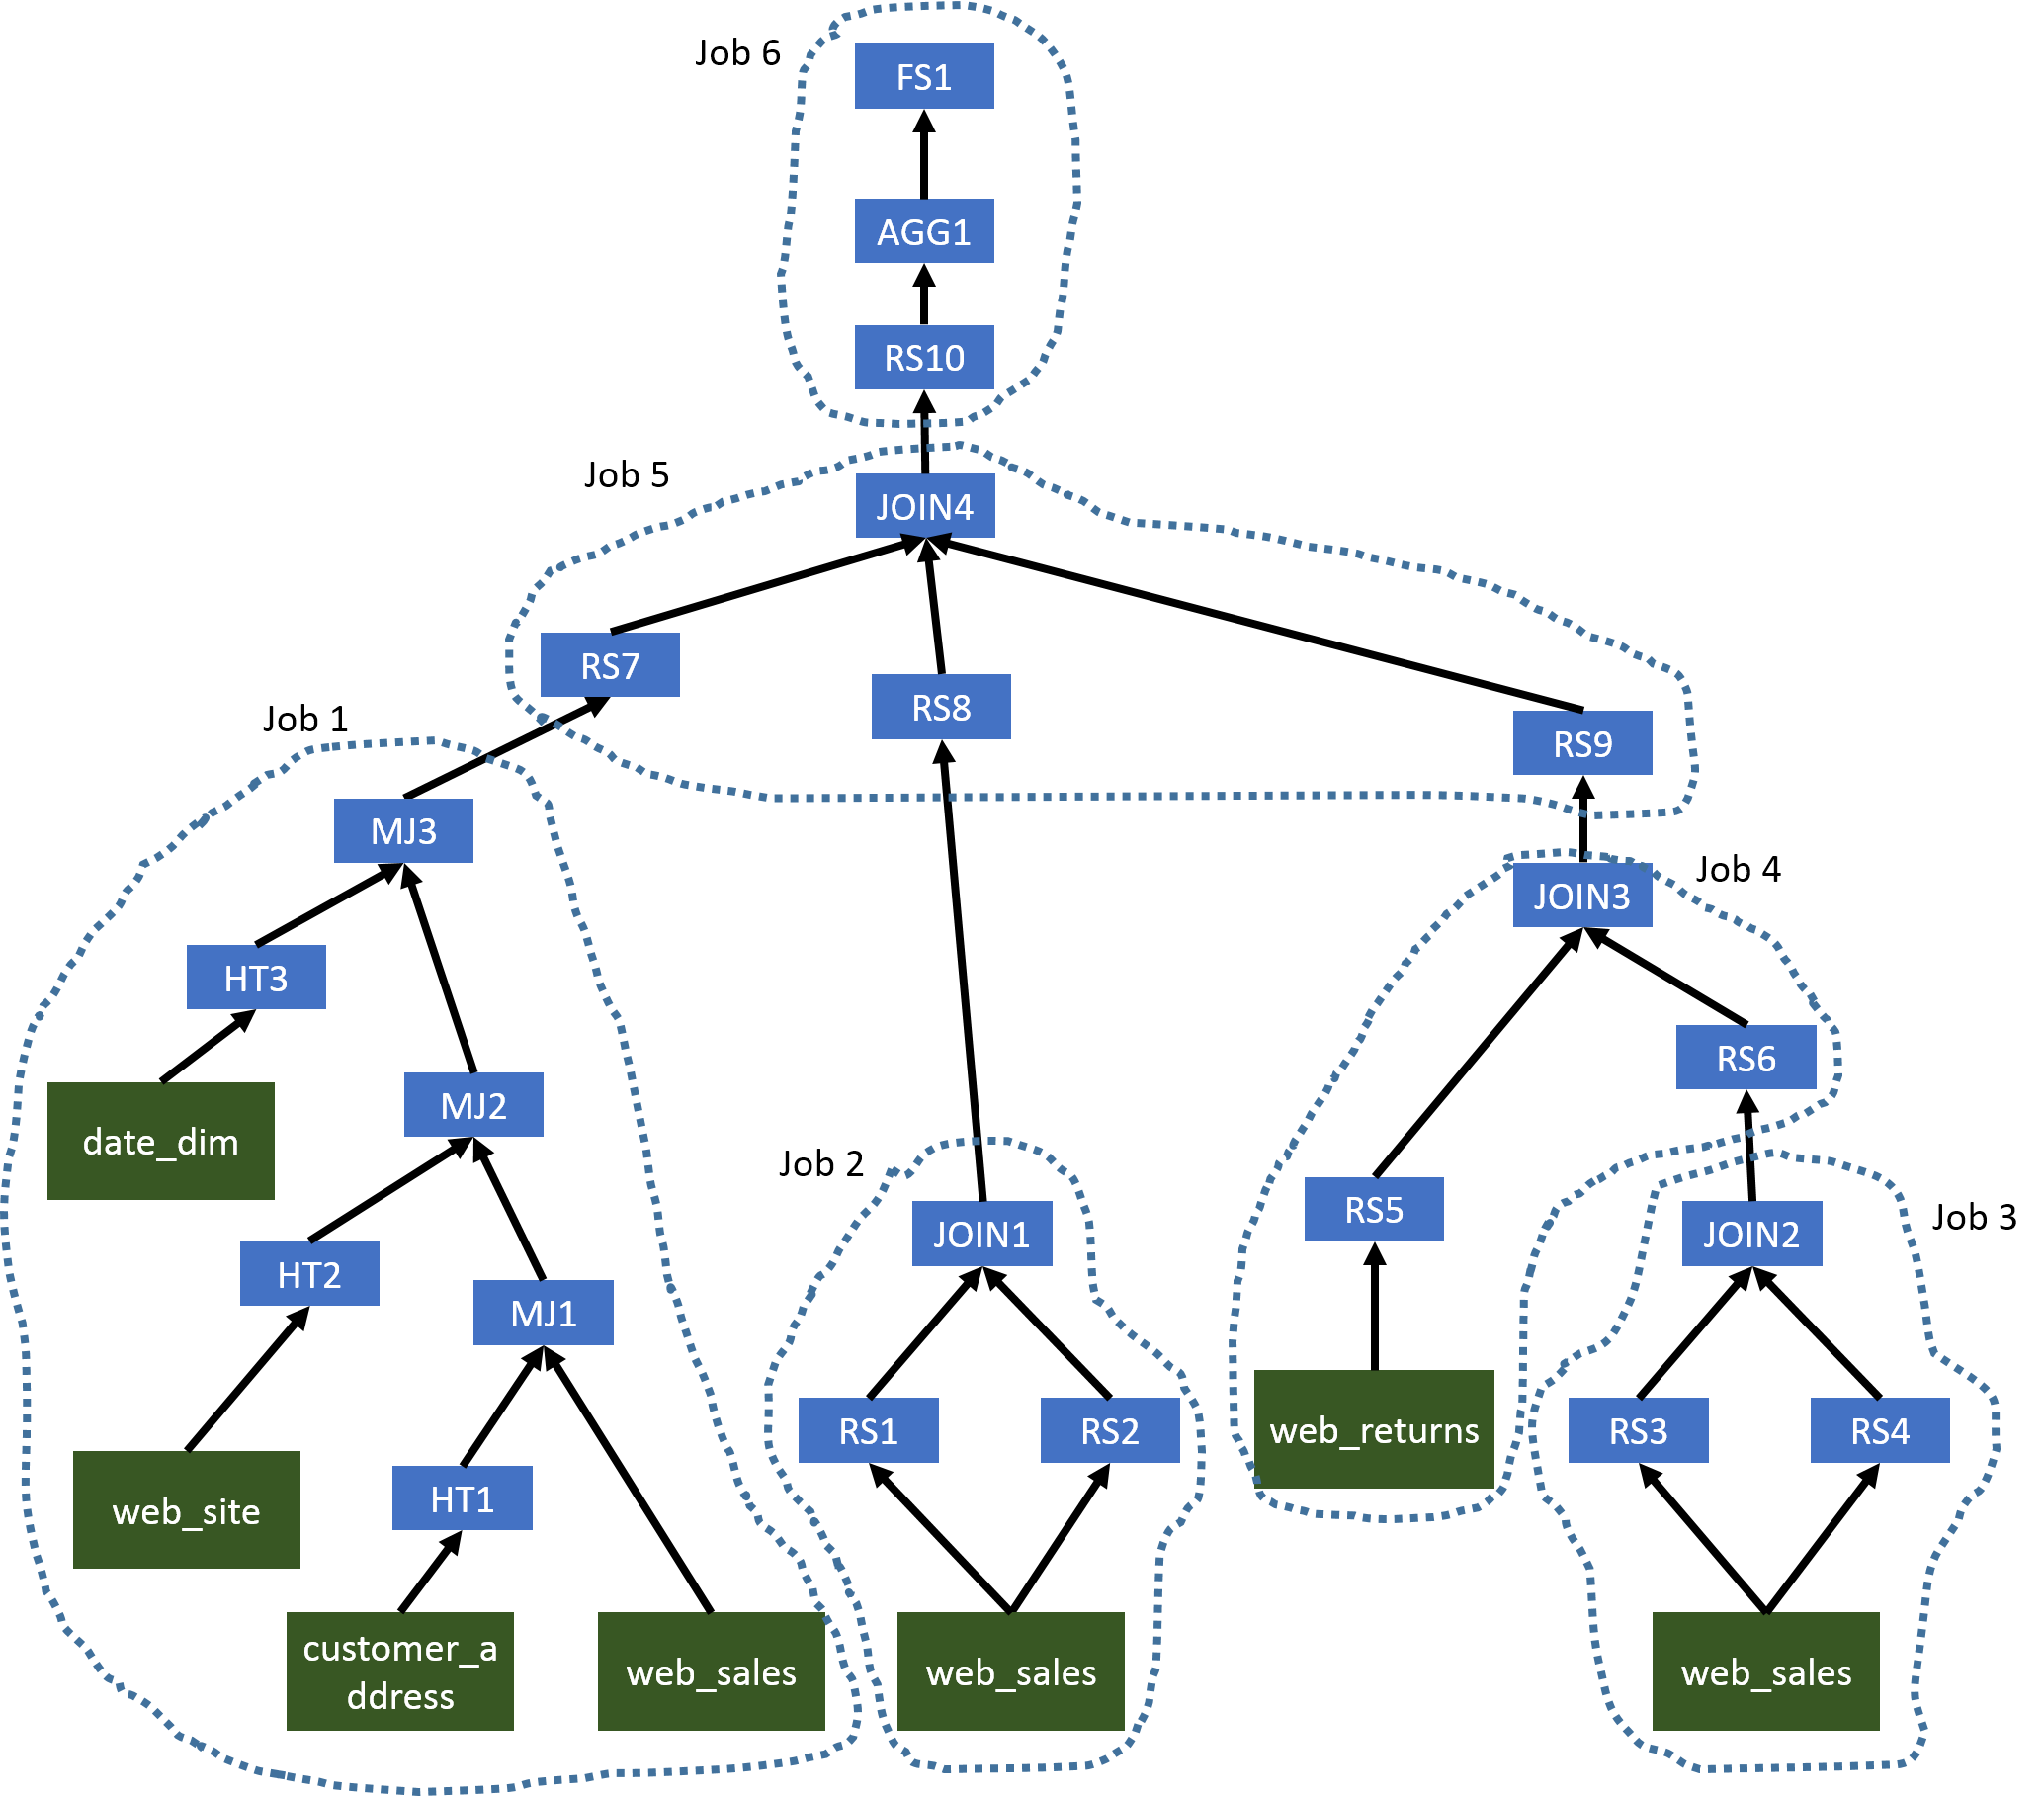 Job 6
FS1
AGG1
RS10
Job 5
JOIN4
RS7
RS8
RS9
Job 1
MJ3
Job 4
JOIN3
HT3
RS6
MJ2
date_dim
Job 2
RS5
Job 3
JOIN1
JOIN2
HT2
MJ1
web_returns
RS1
RS2
RS3
RS4
HT1
web_site
customer_a
ddress
web_sales
web_sales
web_sales